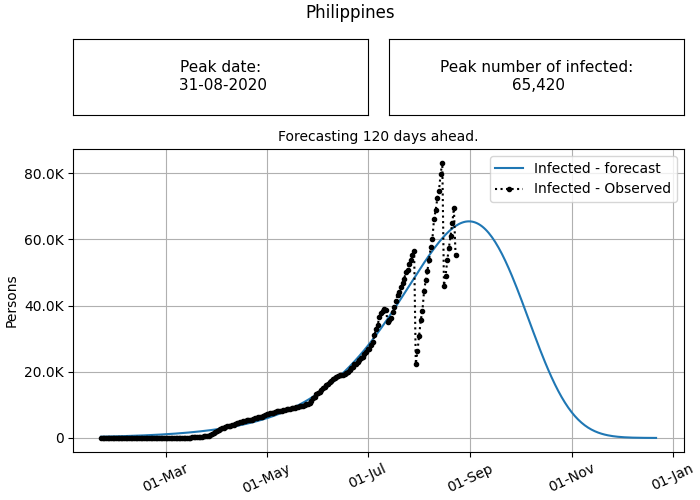 Philippines
Peak date:
31-08-2020
Peak number of infected:
65,420
Forecasting 120 days ahead.
Infected - forecast
Infected - Observed
80.0K
60.0K
40.0K
20.0K
0
Persons
01-Mar
01-May
01-Jul
01-Sep
01-Nov
01-Jan